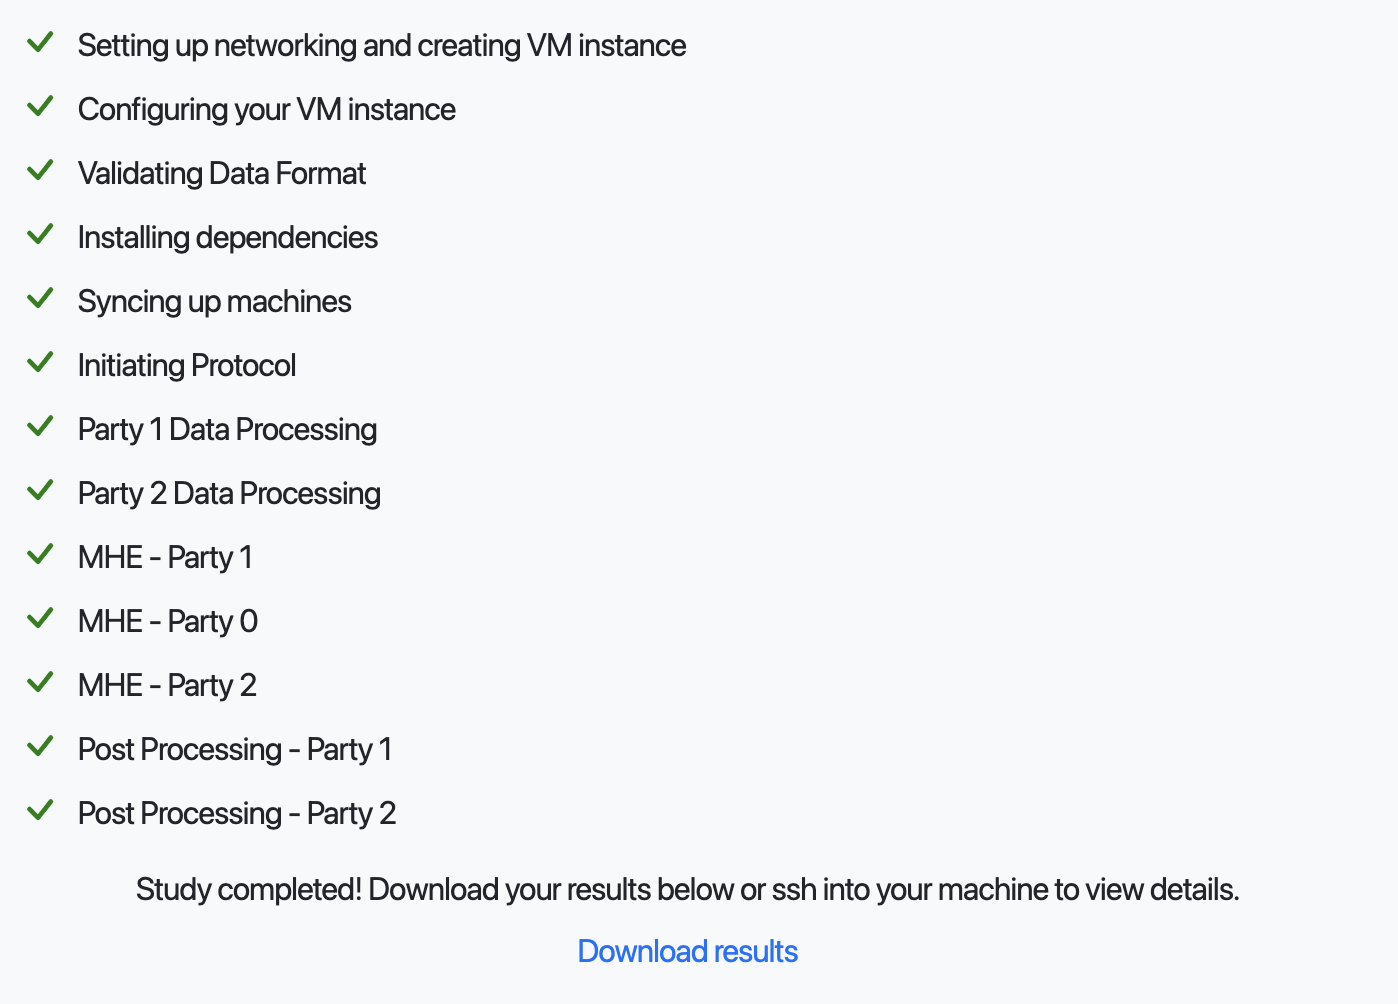 Setting up networking and creating VM instance
Configuring your VM instance
Validating Data Format
Installing dependencies
Syncing up machines
Initiating Protocol
Party 1 Data Processing
Party 2 Data Processing
MHE - Party 1
MHE - Party 0
MHE - Party 2
Post Processing - Party 1
Post Processing - Party 2
Study completed! Download your results below or ssh into your machine to view details.
Download results